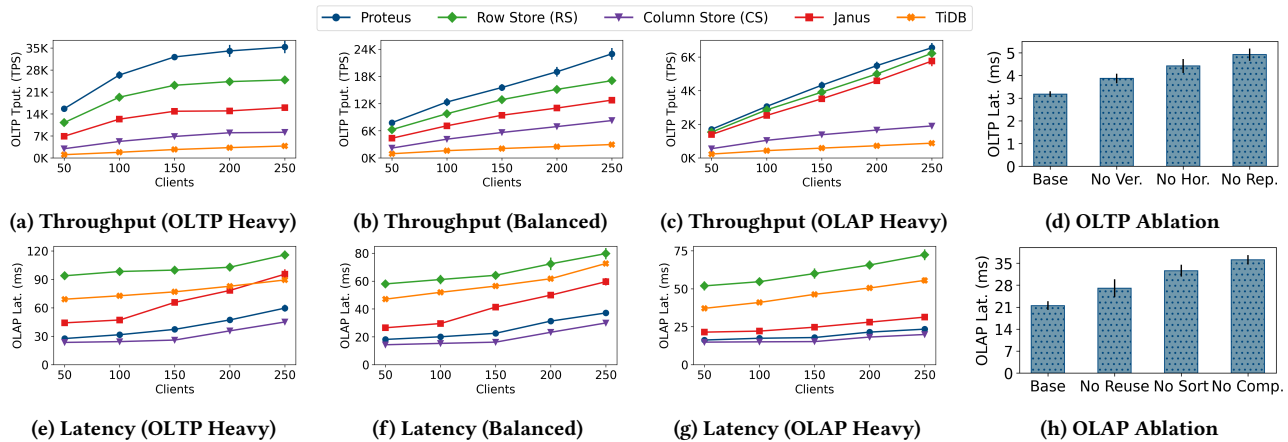 Proteus Row Store (RS) Column Store (CS) Janus TiDB
OLTP Tput. (TPS)
35K
28K
21K
14K
7K
0K
50 100 150 200 250
Clients
(a) Throughput (OLTP Heavy)
OLTP Tput. (TPS)
24K
18K
12K
6K
0K
50 100 150 200 250
Clients
(b) Throughput (Balanced)
OLTP Tput. (TPS)
6K
4K
2K
0K
50 100 150 200 250
Clients
(c) Throughput (OLAP Heavy)
OLTP Lat. (ms)
5
4
3
2
1
0
Base No Ver. No Hor. No Rep.
(d) OLTP Ablation
OLAP Lat. (ms)
120
90
60
30
0
50 100 150 200 250
Clients
(e) Latency (OLTP Heavy)
OLAP Lat. (ms)
80
60
40
20
0
50 100 150 200 250
Clients
(f) Latency (Balanced)
OLAP Lat. (ms)
75
50
25
0
50 100 150 200 250
Clients
(g) Latency (OLAP Heavy)
OLAP Lat. (ms)
35
28
21
14
7
0
Base No Reuse No Sort No Comp.
(h) OLAP Ablation